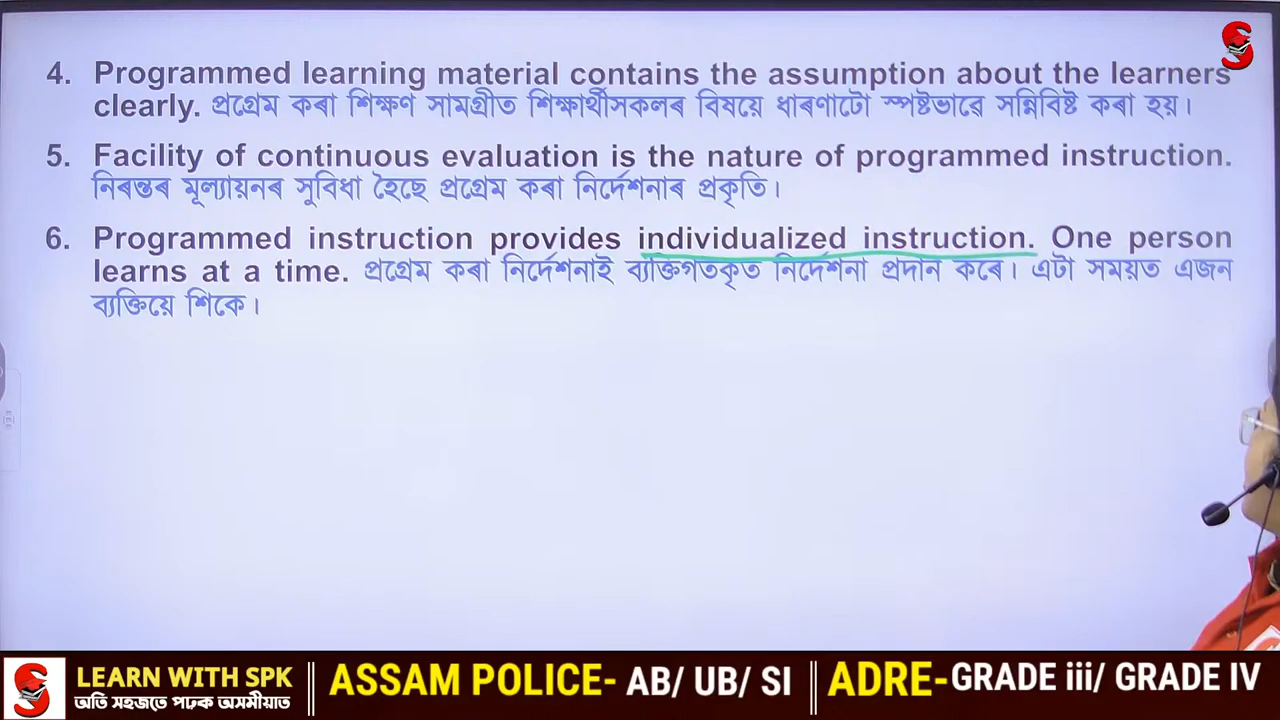 4. Programmed learning material contains the assumption about the learners
clearly. প্ৰগ্ৰেম কৰা শিক্ষণ সামগ্ৰীত শিক্ষাৰ্থীসকলৰ বিষয়ে ধাৰণাটো স্পষ্টভাৱে সন্নিবিষ্ট কৰা হয়।
5. Facility of continuous evaluation is the nature of programmed instruction.
নিৰন্তৰ মূল্যায়নৰ সুবিধা হৈছে প্ৰগ্ৰেম কৰা নিৰ্দেশনাৰ প্ৰকৃতি।
6. Programmed instruction provides individualized instruction. One person
learns at a time. প্ৰগ্ৰেম কৰা নিৰ্দেশনাই ব্যক্তিগতকৃত নিৰ্দেশনা প্ৰদান কৰে। এটা সময়ত এজন
ব্যক্তিয়ে শিকে।
LEARN WITH SPK
অতি সহজতে পঢ়ক অসমীয়াত
ASSAM POLICE- AB/ UB/ SI
ADRE-GRADE iii/ GRADE IV